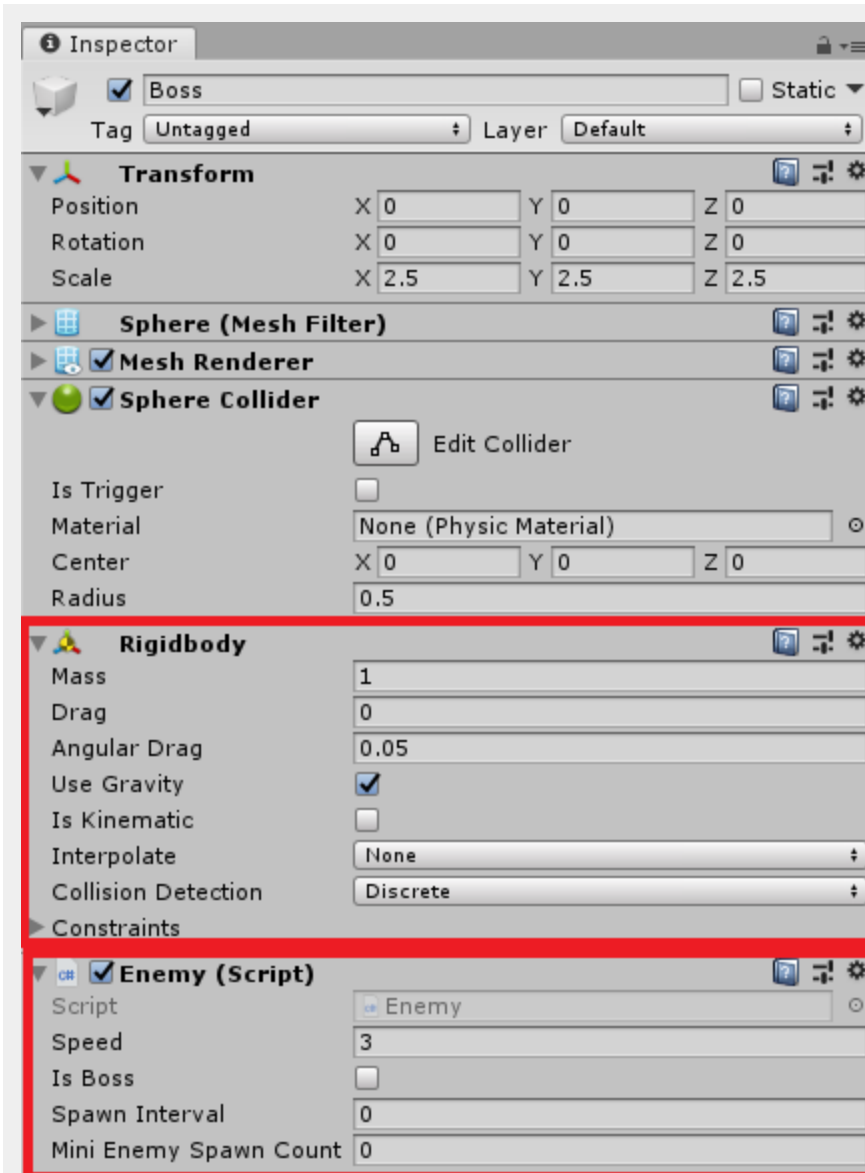 Inspector
Boss Static
Tag Untagged Layer Default
Transform
Position X 0 Y 0 Z 0
Rotation X 0 Y 0 Z 0
Scale X 2.5 Y 2.5 Z 2.5
Sphere (Mesh Filter)
Mesh Renderer
Sphere Collider
Edit Collider
Is Trigger
Material None (Physic Material)
Center X 0 Y 0 Z 0
Radius 0.5
Rigidbody
Mass 1
Drag 0
Angular Drag 0.05
Use Gravity
Is Kinematic
Interpolate None
Collision Detection Discrete
Constraints
c# Enemy (Script)
Script Enemy
Speed 3
Is Boss
Spawn Interval 0
Mini Enemy Spawn Count 0